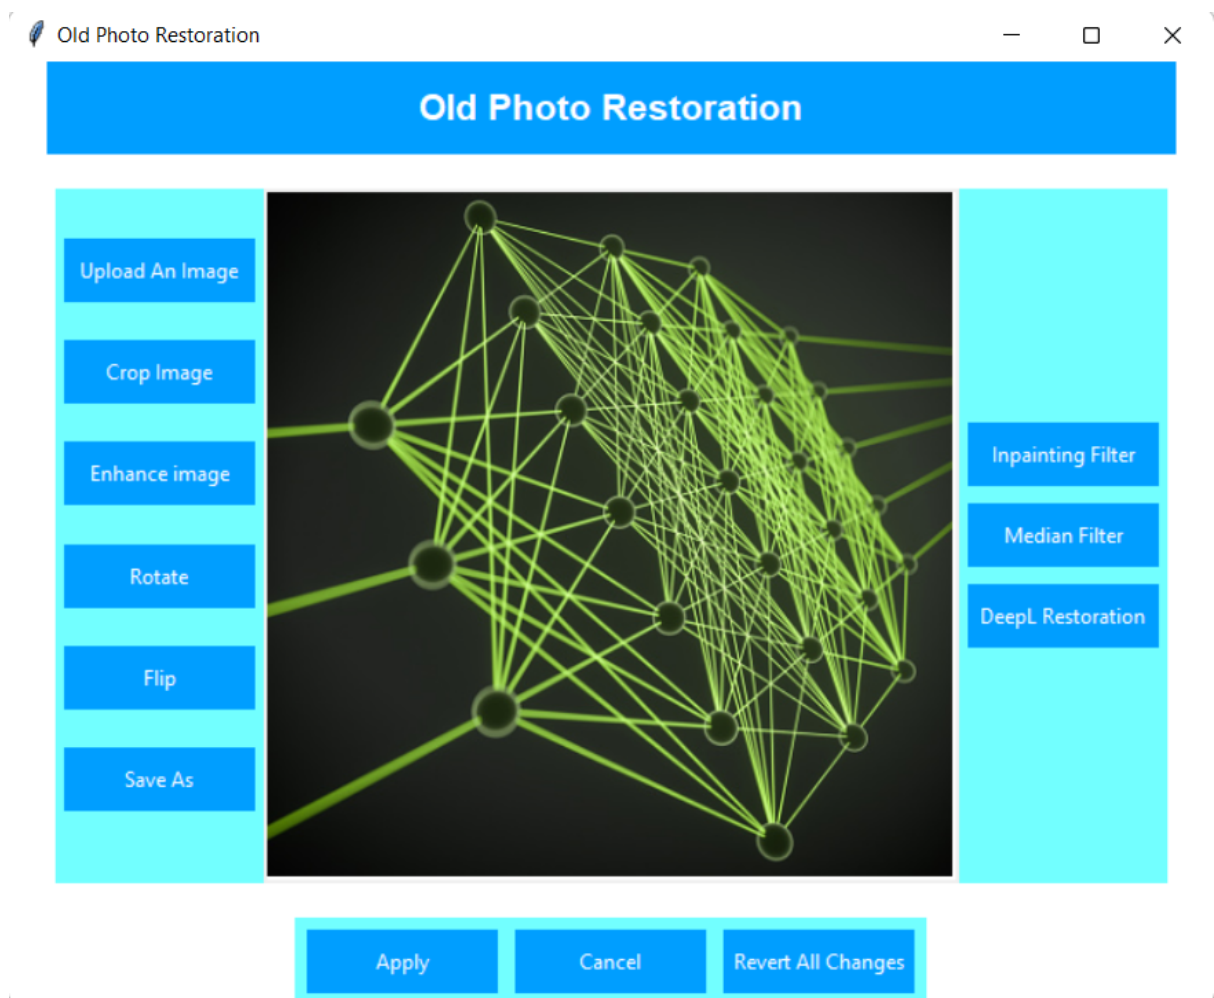 Old Photo Restoration
Old Photo Restoration
Upload An Image
Crop Image
Enhance image
Rotate
Flip
Save As
Inpainting Filter
Median Filter
DeepL Restoration
Apply
Cancel
Revert All Changes